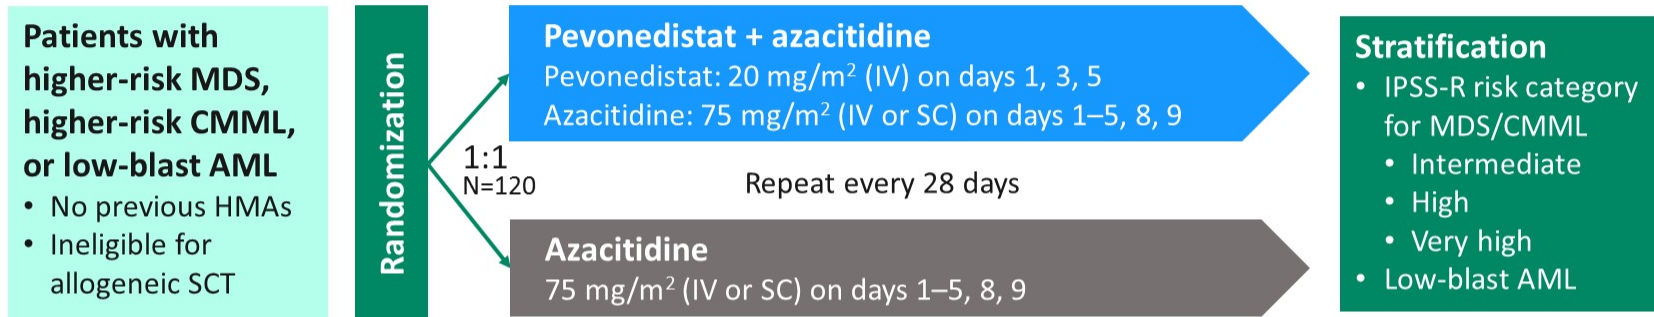 Patients with
higher-risk MDS,
higher-risk CMML,
or low-blast AML
• No previous HMAs
• Ineligible for
allogeneic SCT
Randomization
1:1
N=120
Pevonedistat + azacitidine
Pevonedistat: 20 mg/m² (IV) on days 1, 3, 5
Azacitidine: 75 mg/m² (IV or SC) on days 1–5, 8, 9
Repeat every 28 days
Azacitidine
75 mg/m² (IV or SC) on days 1–5, 8, 9
Stratification
• IPSS-R risk category
for MDS/CMML
• Intermediate
• High
• Very high
• Low-blast AML